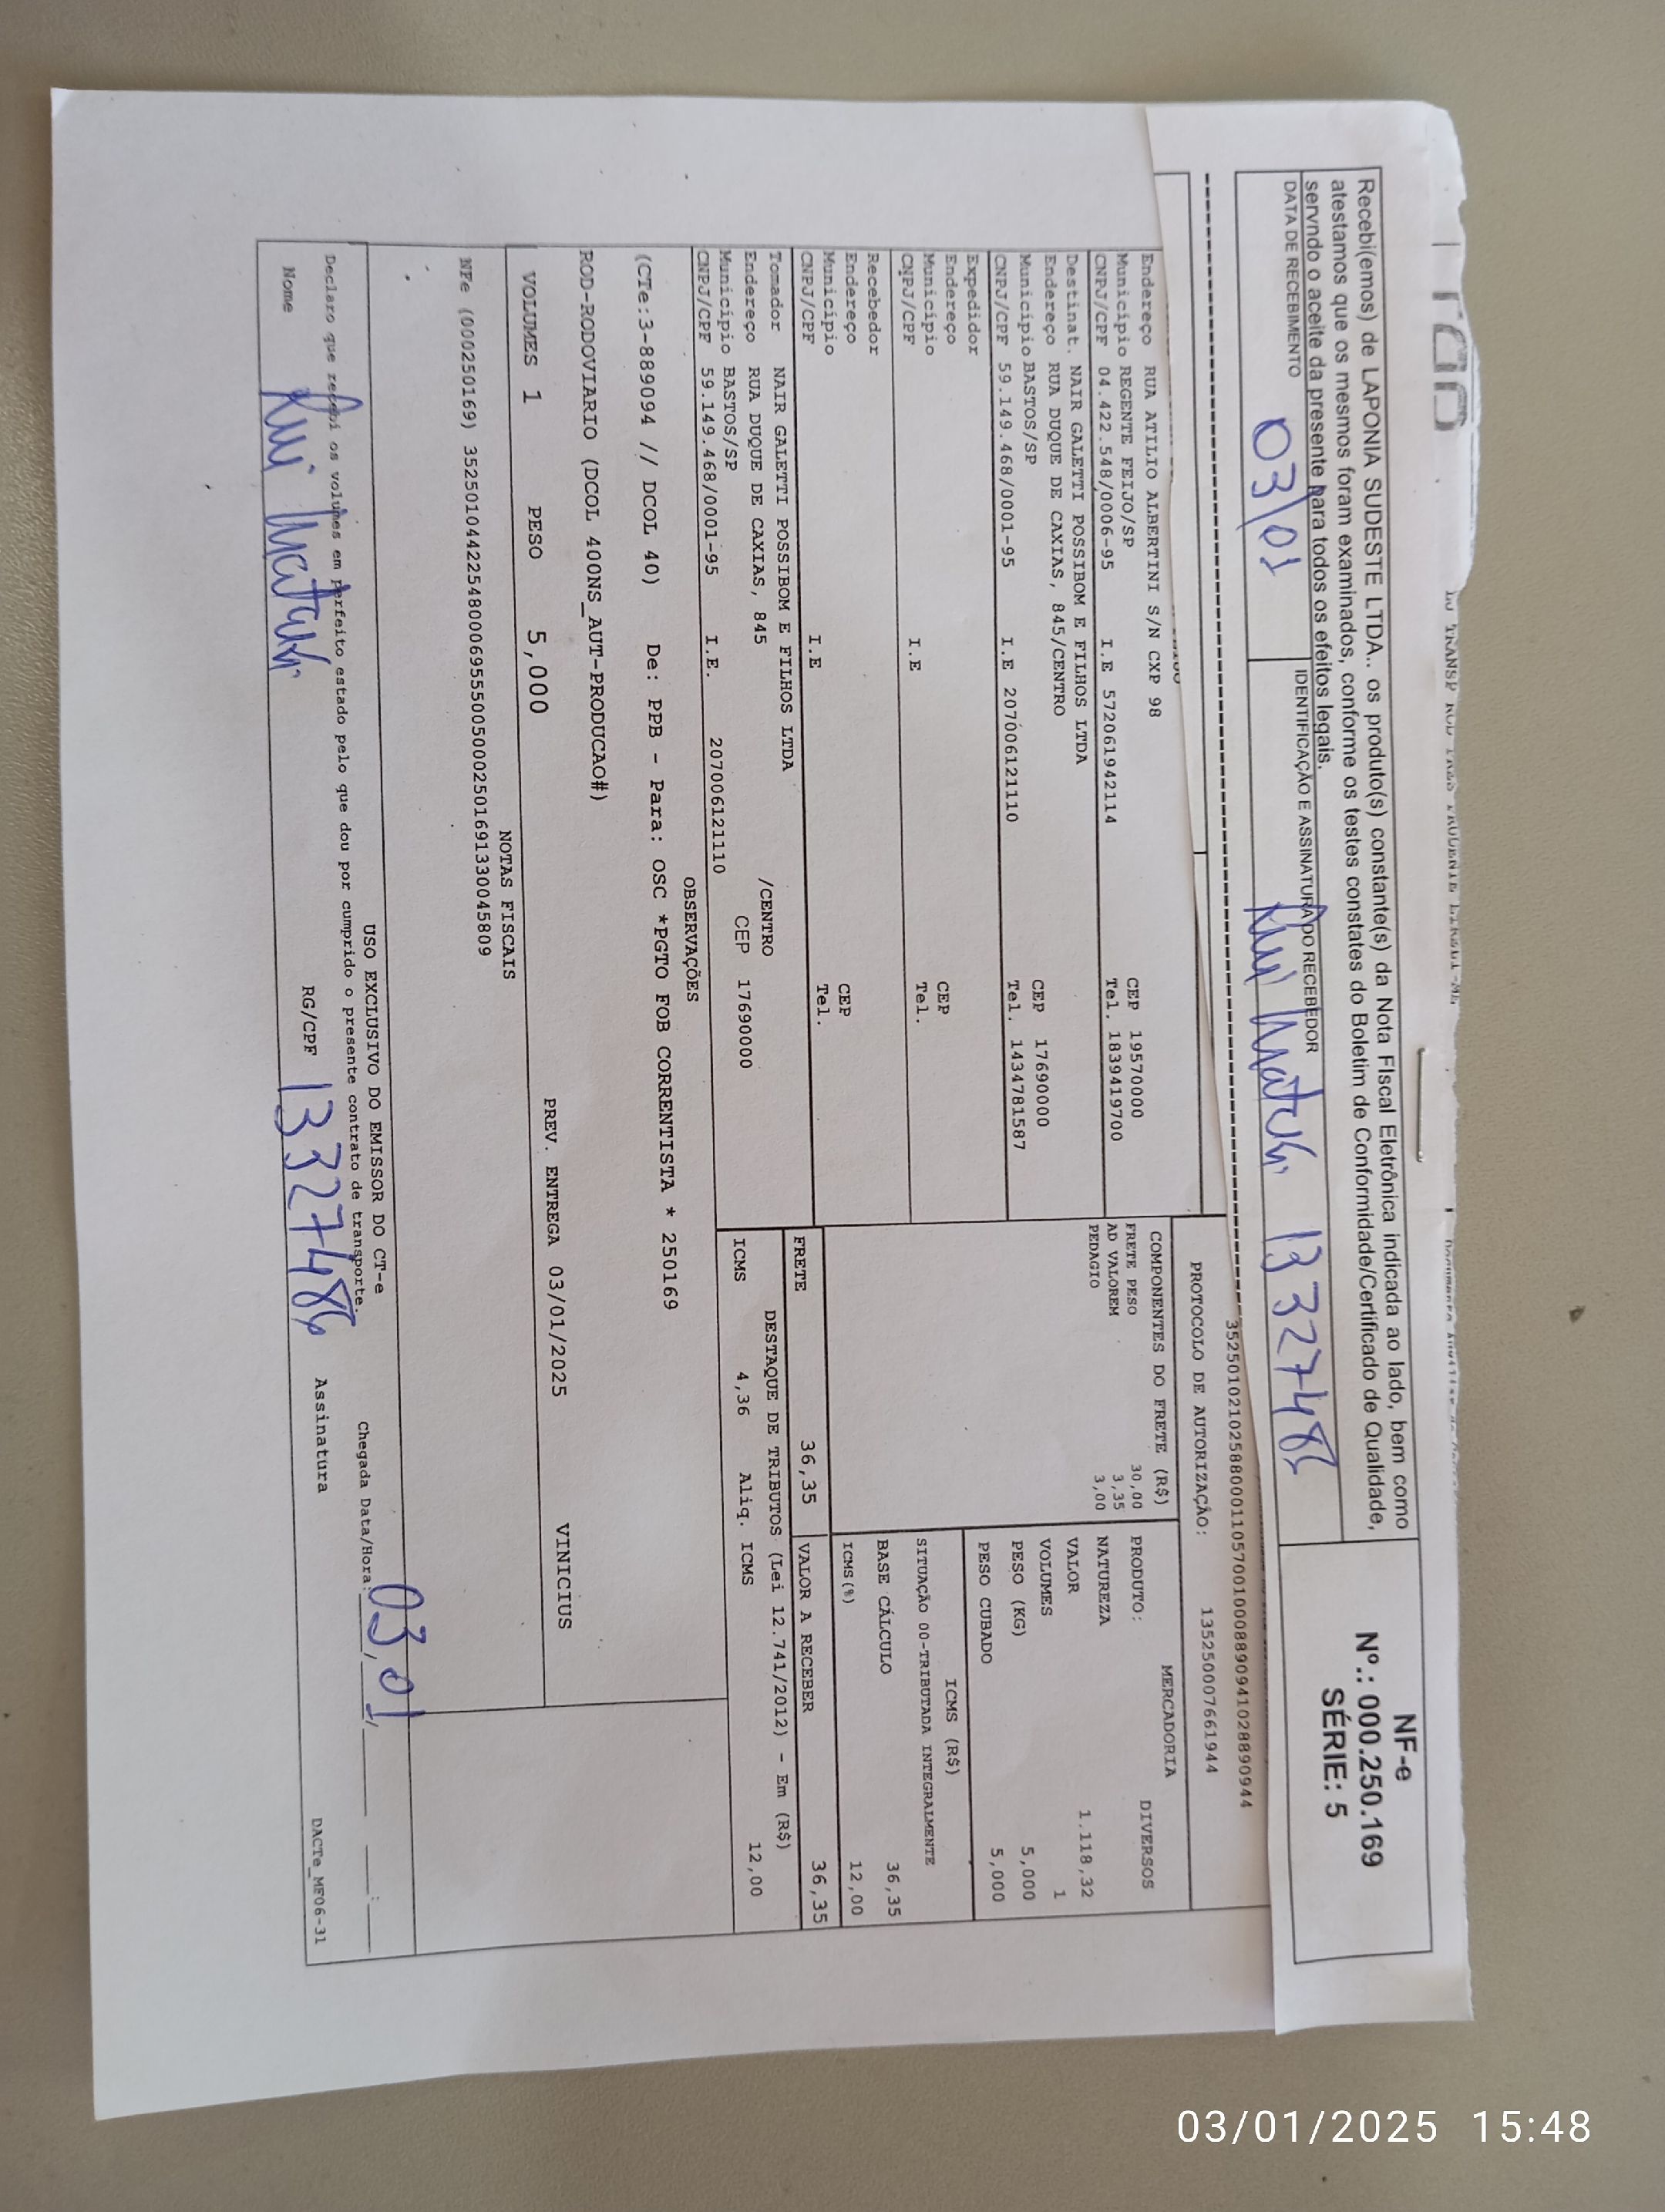 Recebi(emos) de LAPONIA SUDESTE LTDA.. os produto(s) constante(s) da Nota FIscal Eletrônica indicada ao lado, bem como
atestamos que os mesmos foram examinados, conforme os testes constates do Boletim de Conformidade/Certificado de Qualidade,
servndo o aceite da presente para todos os efeitos legais.
DATA DE RECEBIMENTO
03/01
IDENTIFICAÇÃO E ASSINATURA DO RECEBEDOR
13327486
NF-e
Nº.: 000.250.169
SÉRIE: 5
35250102102588000110570010008890941028890944
PROTOCOLO DE AUTORIZAÇÃO: 135250007661944
Endereço RUA ATILIO ALBERTINI S/N CXP 98
Município REGENTE FEIJO/SP CEP 19570000
CNPJ/CPF 04.422.548/0006-95 I.E 572061942114 Tel. 1839419700
Destinat. NAIR GALETTI POSSIBOM E FILHOS LTDA
Endereço RUA DUQUE DE CAXIAS, 845/CENTRO
Município BASTOS/SP CEP 17690000
CNPJ/CPF 59.149.468/0001-95 I.E 207006121110 Tel. 1434781587
Expedidor
Endereço
Município CEP
CNPJ/CPF I.E Tel.
Recebedor
Endereço
Município CEP
CNPJ/CPF I.E Tel.
Tomador NAIR GALETTI POSSIBOM E FILHOS LTDA
Endereço RUA DUQUE DE CAXIAS, 845 /CENTRO
Município BASTOS/SP CEP 17690000
CNPJ/CPF 59.149.468/0001-95 I.E. 207006121110
COMPONENTES DO FRETE (R$)
FRETE PESO 30,00
AD VALOREM 3,35
PEDAGIO 3,00
MERCADORIA
PRODUTO: DIVERSOS
NATUREZA
VALOR 1.118,32
VOLUMES 1
PESO (KG) 5,000
PESO CUBADO 5,000
ICMS (R$)
SITUAÇÃO 00-TRIBUTADA INTEGRALMENTE
BASE CÁLCULO 36,35
ICMS(%) 12,00
FRETE 36,35 VALOR A RECEBER 36,35
DESTAQUE DE TRIBUTOS (Lei 12.741/2012) - Em (R$)
ICMS 4,36 Aliq. ICMS 12,00
OBSERVAÇÕES
(CTe:3-889094 // DCOL 40) De: PPB - Para: OSC *PGTO FOB CORRENTISTA * 250169
ROD-RODOVIARIO (DCOL 400NS_AUT-PRODUCAO#)
VOLUMES 1 PESO 5,000 PREV. ENTREGA 03/01/2025 VINICIUS
NOTAS FISCAIS
NFe (000250169) 35250104422548000695550050002501691330045809
USO EXCLUSIVO DO EMISSOR DO CT-e
Declaro que recebi os volumes em perfeito estado pelo que dou por cumprido o presente contrato de transporte.
Chegada Data/Hora: 03/01/ :
Nome RG/CPF 13327486 Assinatura
DACTe_MF06-31
03/01/2025 15:48